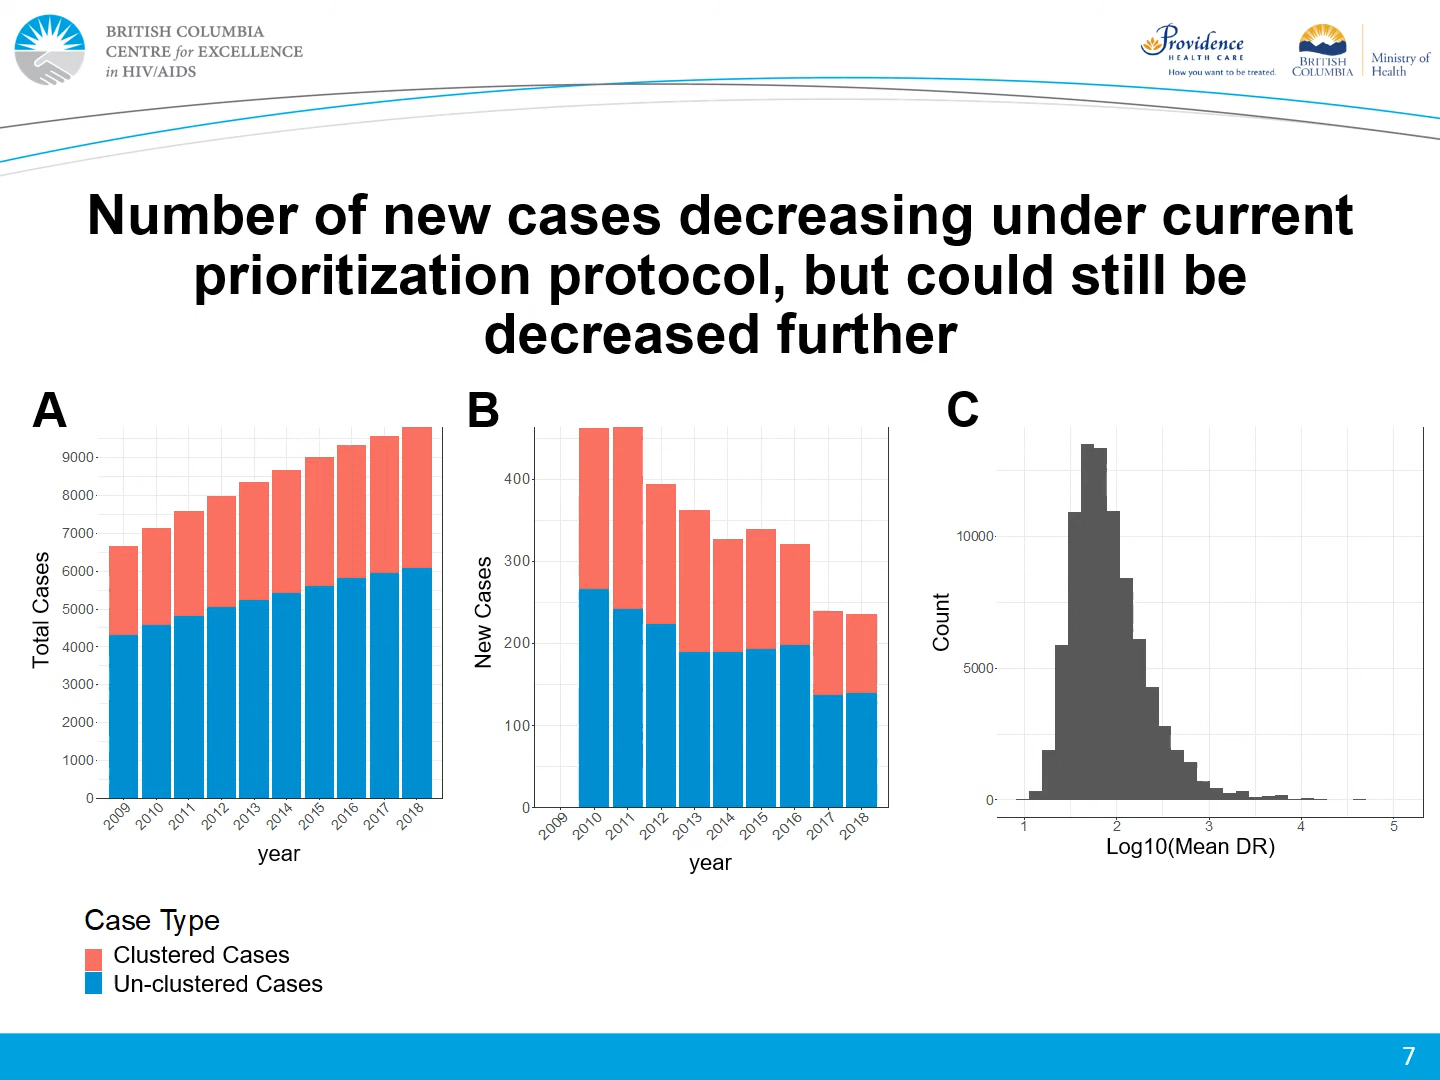 BRITISH COLUMBIA
CENTRE for EXCELLENCE
in HIV/AIDS
Providence
HEALTH CARE
How you want to be treated.
BRITISH
COLUMBIA
Ministry of
Health
Number of new cases decreasing under current
prioritization protocol, but could still be
decreased further
A
Total Cases
9000
8000
7000
6000
5000
4000
3000
2000
1000
0
2009 2010 2011 2012 2013 2014 2015 2016 2017 2018
year
B
New Cases
400
300
200
100
0
2009 2010 2011 2012 2013 2014 2015 2016 2017 2018
year
C
Count
10000
5000
0
1 2 3 4 5
Log10(Mean DR)
Case Type
Clustered Cases
Un-clustered Cases
7